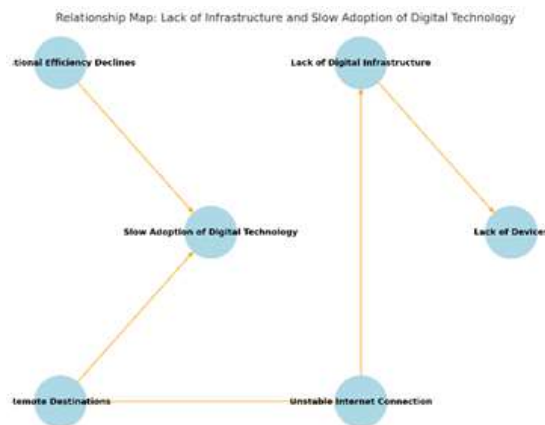 Relationship Map: Lack of Infrastructure and Slow Adoption of Digital Technology
tional Efficiency Declines
Lack of Digital Infrastructure
Slow Adoption of Digital Technology
Lack of Devices
Remote Destinations
Unstable Internet Connection